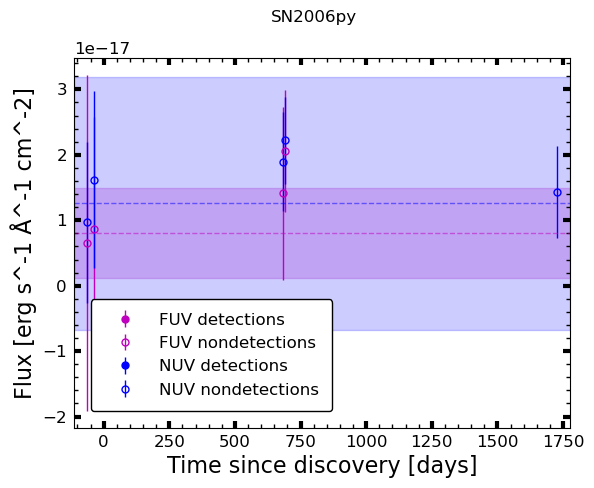 SN2006py
1e−17
3
2
1
0
−1
−2
Flux [erg s^-1 Å^-1 cm^-2]
FUV detections
FUV nondetections
NUV detections
NUV nondetections
0 250 500 750 1000 1250 1500 1750
Time since discovery [days]